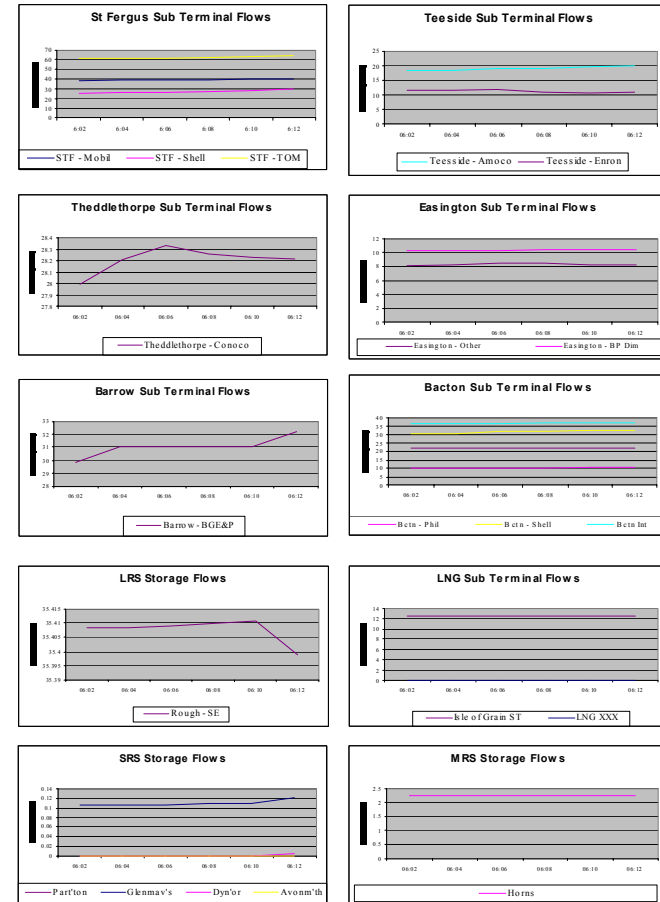 St Fergus Sub Terminal Flows
70
60
50
40
30
20
10
0
6:02 6:04 6:06 6:08 6:10 6:12
STF - Mobil STF - Shell STF - TOM
Teeside Sub Terminal Flows
25
20
15
10
5
0
06:02 06:04 06:06 06:08 06:10 06:12
Teesside - Amoco Teesside - Enron
Theddlethorpe Sub Terminal Flows
28.4
28.3
28.2
28.1
28
27.9
27.8
06:02 06:04 06:06 06:08 06:10 06:12
Theddlethorpe - Conoco
Easington Sub Terminal Flows
12
10
8
6
4
2
0
06:02 06:04 06:06 06:08 06:10 06:12
Easington - Other Easington - BP Dim
Barrow Sub Terminal Flows
33
32
31
30
29
28
06:02 06:04 06:06 06:08 06:10 06:12
Barrow - BGE&P
Bacton Sub Terminal Flows
40
35
30
25
20
15
10
5
0
06:02 06:04 06:06 06:08 06:10 06:12
Bctn - Phil Bctn - Shell Bctn Int
LRS Storage Flows
35.415
35.41
35.405
35.4
35.395
35.39
06:02 06:04 06:06 06:08 06:10 06:12
Rough - SE
LNG Sub Terminal Flows
14
12
10
8
6
4
2
0
06:02 06:04 06:06 06:08 06:10 06:12
Isle of Grain ST LNG XXX
SRS Storage Flows
0.14
0.12
0.1
0.08
0.06
0.04
0.02
0
06:02 06:04 06:06 06:08 06:10 06:12
Part'ton Glenmav's Dyn'or Avonm'th
MRS Storage Flows
2.5
2
1.5
1
0.5
0
06:02 06:04 06:06 06:08 06:10 06:12
Horns